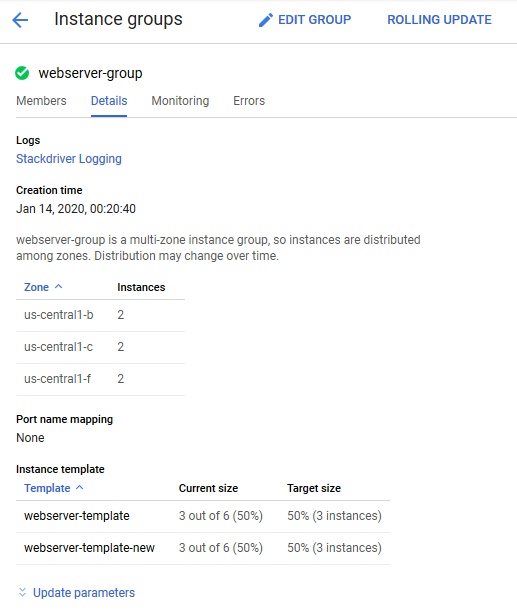 Instance groups EDIT GROUP ROLLING UPDATE
webserver-group
Members Details Monitoring Errors
Logs
Stackdriver Logging
Creation time
Jan 14, 2020, 00:20:40
webserver-group is a multi-zone instance group, so instances are distributed
among zones. Distribution may change over time.
Zone Instances
us-central1-b 2
us-central1-c 2
us-central1-f 2
Port name mapping
None
Instance template
Template Current size Target size
webserver-template 3 out of 6 (50%) 50% (3 instances)
webserver-template-new 3 out of 6 (50%) 50% (3 instances)
Update parameters